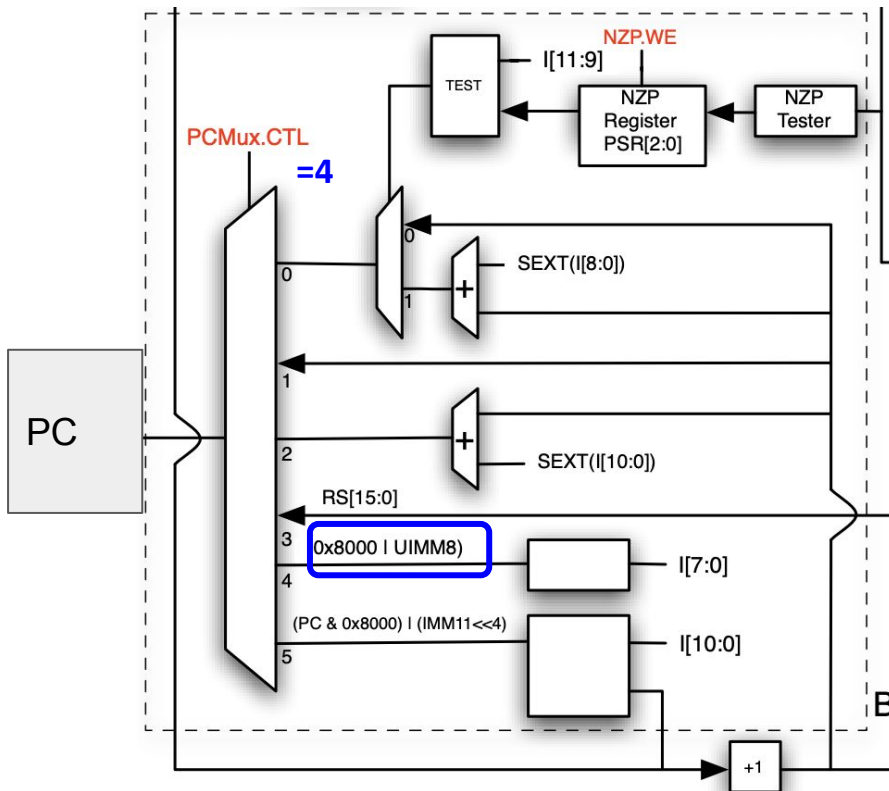 NZP.WE
I[11:9]
TEST
NZP
Register
PSR[2:0]
NZP
Tester
PCMux.CTL
=4
0
0
SEXT(I[8:0])
+
1
1
PC
2
+
SEXT(I[10:0])
RS[15:0]
3
0x8000 | UIMM8)
4
I[7:0]
(PC & 0x8000) | (IMM11<<4)
5
I[10:0]
B
+1